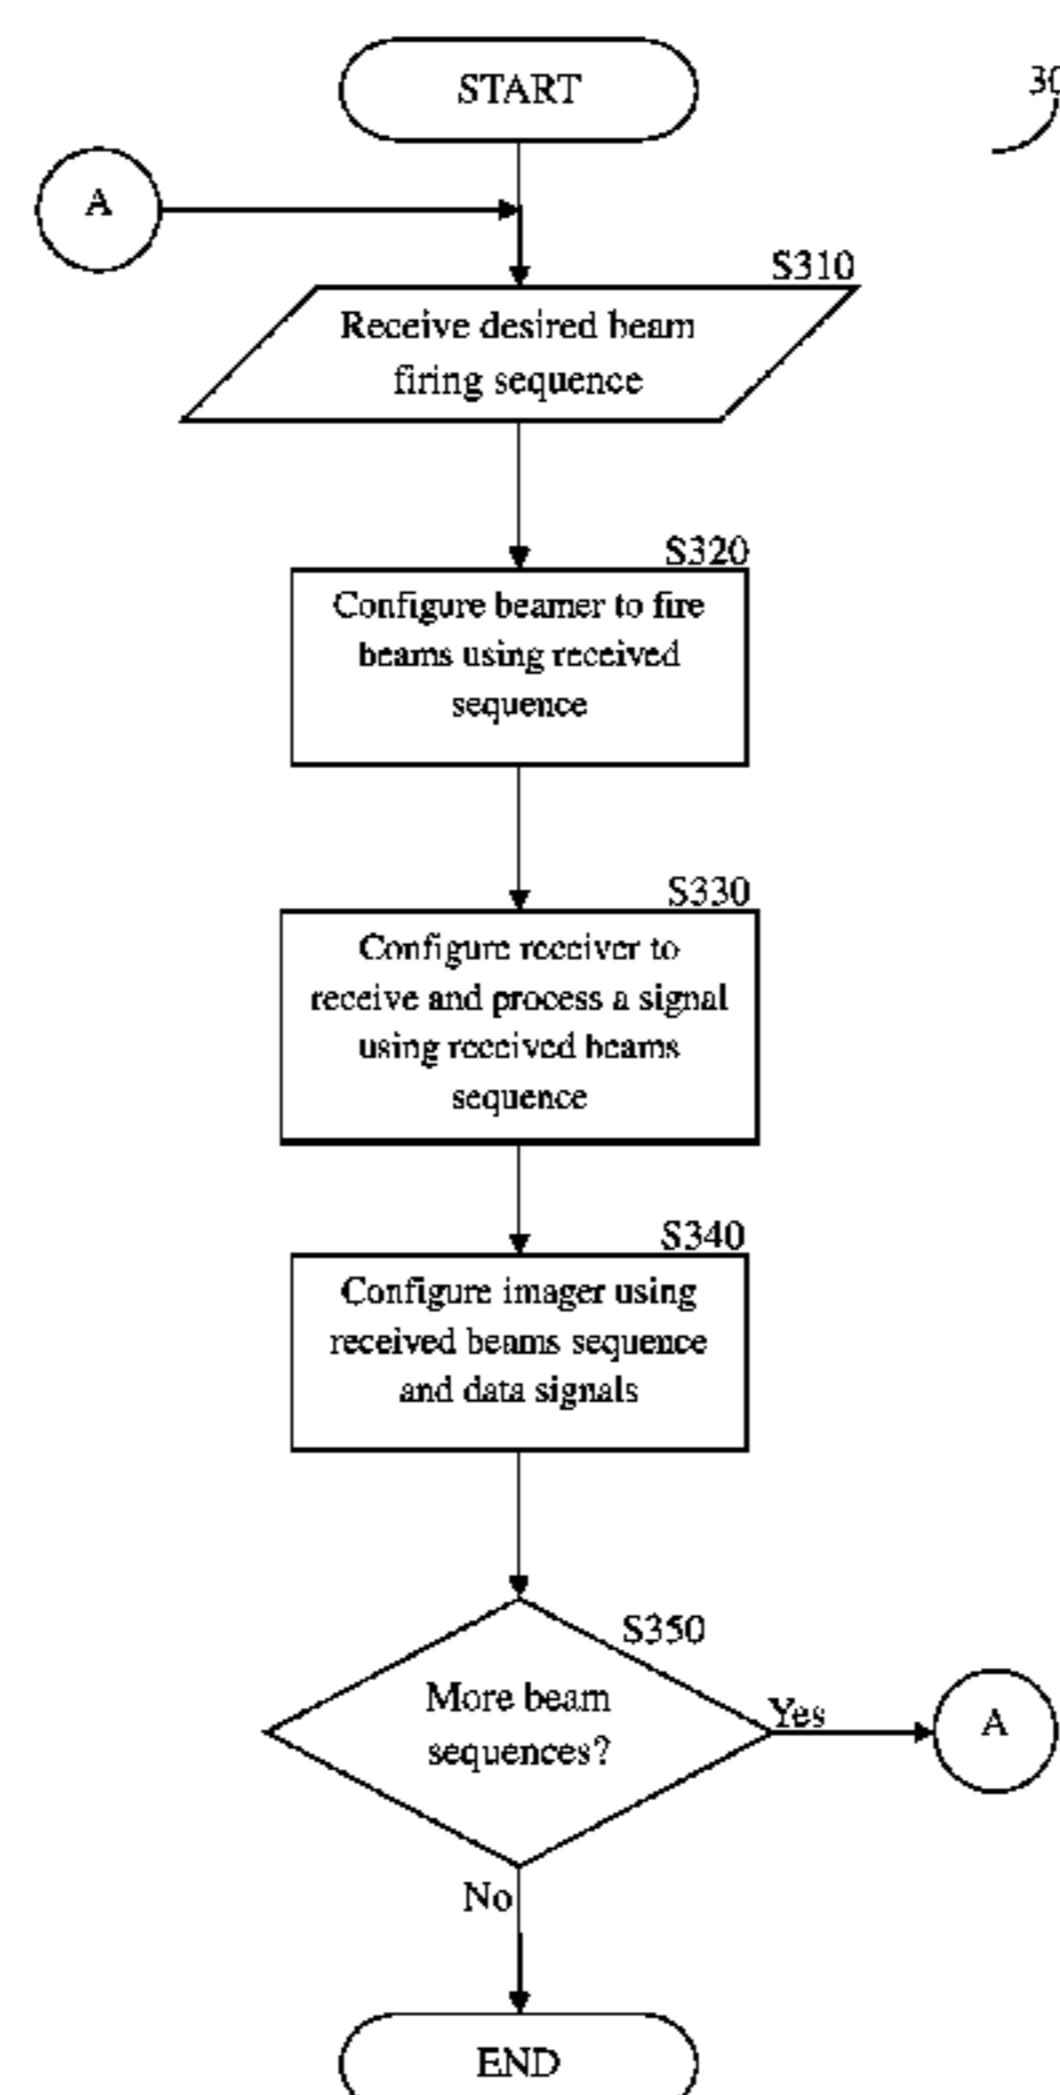 START
A
S310
Receive desired beam
firing sequence
S320
Configure beamer to fire
beams using received
sequence
S330
Configure receiver to
receive and process a signal
using received beams
sequence
S340
Configure imager using
received beams sequence
and data signals
S350
More beam
sequences?
Yes
A
No
END